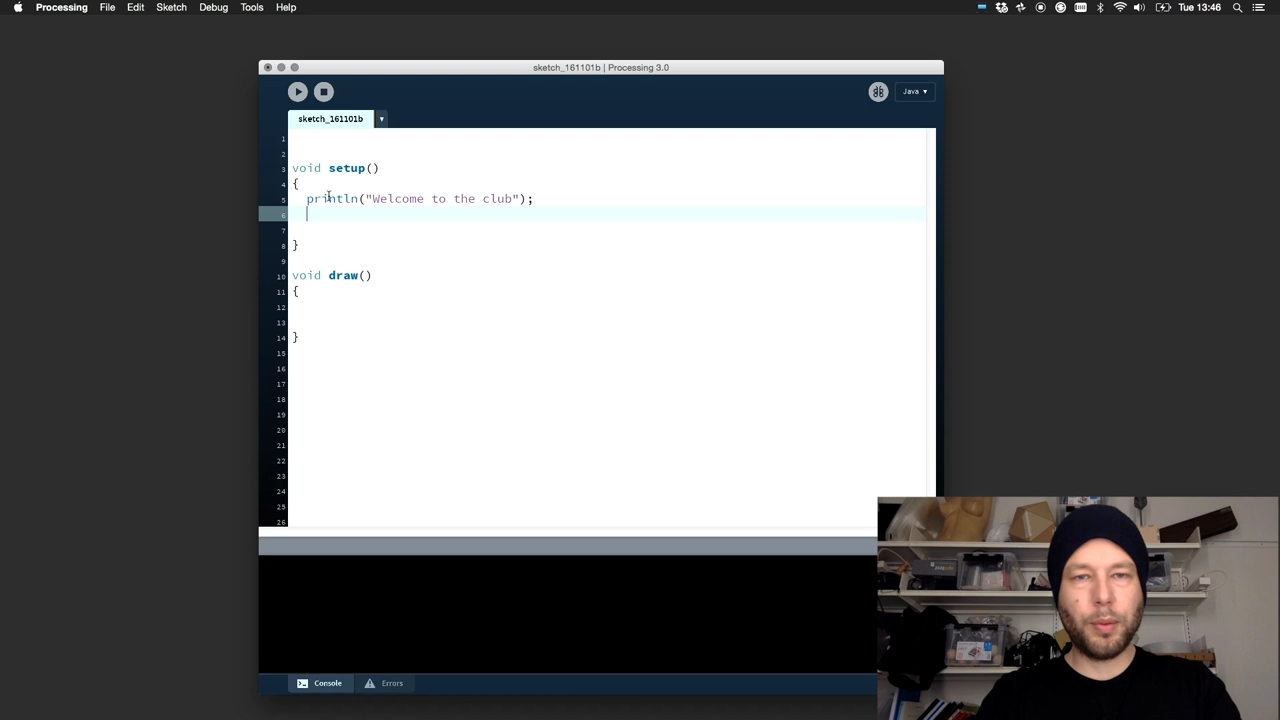 Processing File Edit Sketch Debug Tools Help Tue 13:46
sketch_161101b | Processing 3.0
Java ▾
sketch_161101b ▾
1
2
3 void setup()
4 {
5 println("Welcome to the club");
6
7
8 }
9
10 void draw()
11 {
12
13
14 }
15
16
17
18
19
20
21
22
23
24
25
26
Console Errors